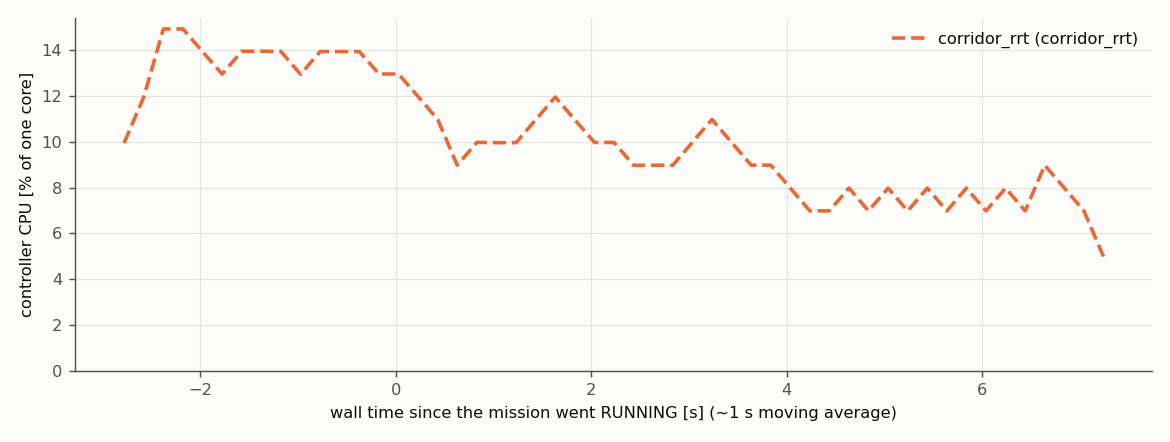 corridor_rrt (corridor_rrt)
controller CPU [% of one core]
14
12
10
8
6
4
2
0
−2 0 2 4 6
wall time since the mission went RUNNING [s] (~1 s moving average)